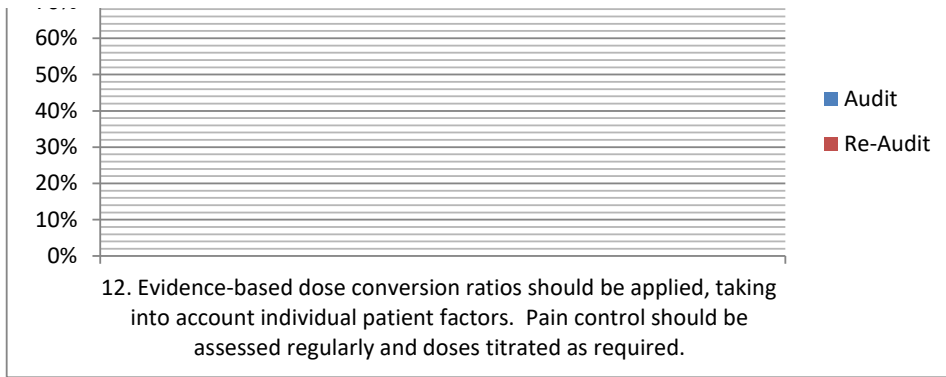 60%
50%
40%
30%
20%
10%
0%
Audit
Re-Audit
12. Evidence-based dose conversion ratios should be applied, taking
into account individual patient factors.  Pain control should be
assessed regularly and doses titrated as required.